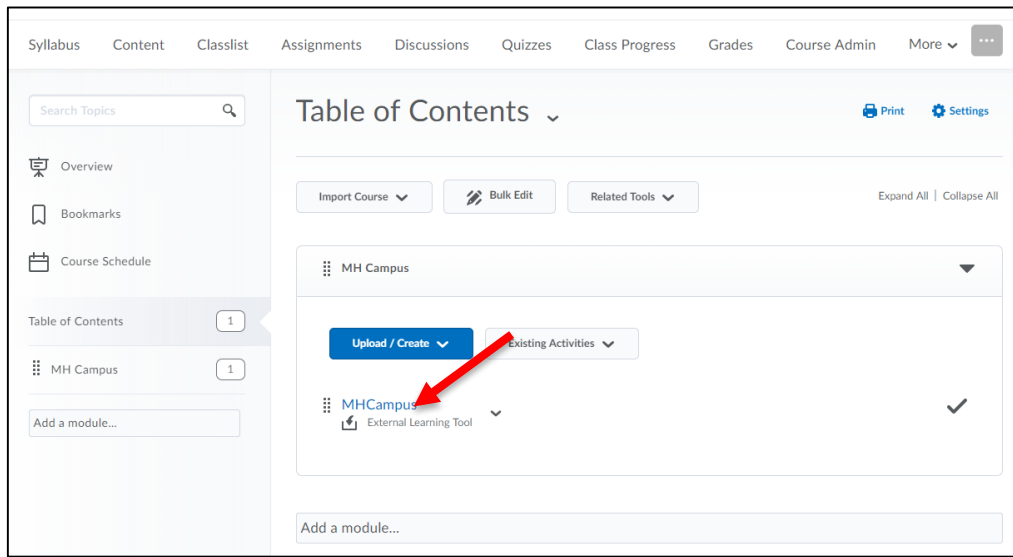 Syllabus Content Classlist Assignments Discussions Quizzes Class Progress Grades Course Admin More
Search Topics
Overview
Bookmarks
Course Schedule
Table of Contents 1
MH Campus 1
Add a module...
Table of Contents
Print Settings
Import Course Bulk Edit Related Tools Expand All | Collapse All
MH Campus
Upload / Create Existing Activities
MHCampus
External Learning Tool
Add a module...